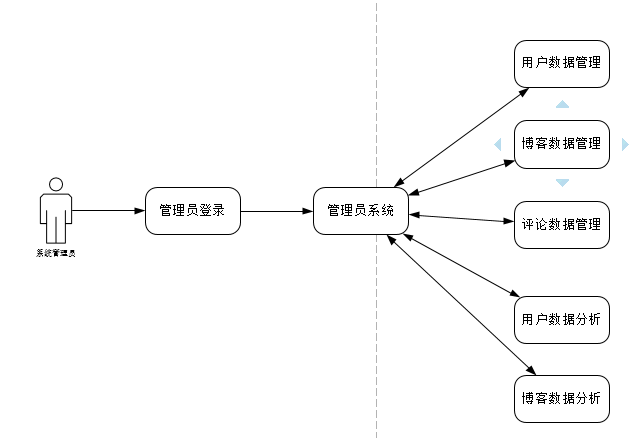 用户数据管理
博客数据管理
管理员登录
管理员系统
评论数据管理
系统管理员
用户数据分析
博客数据分析